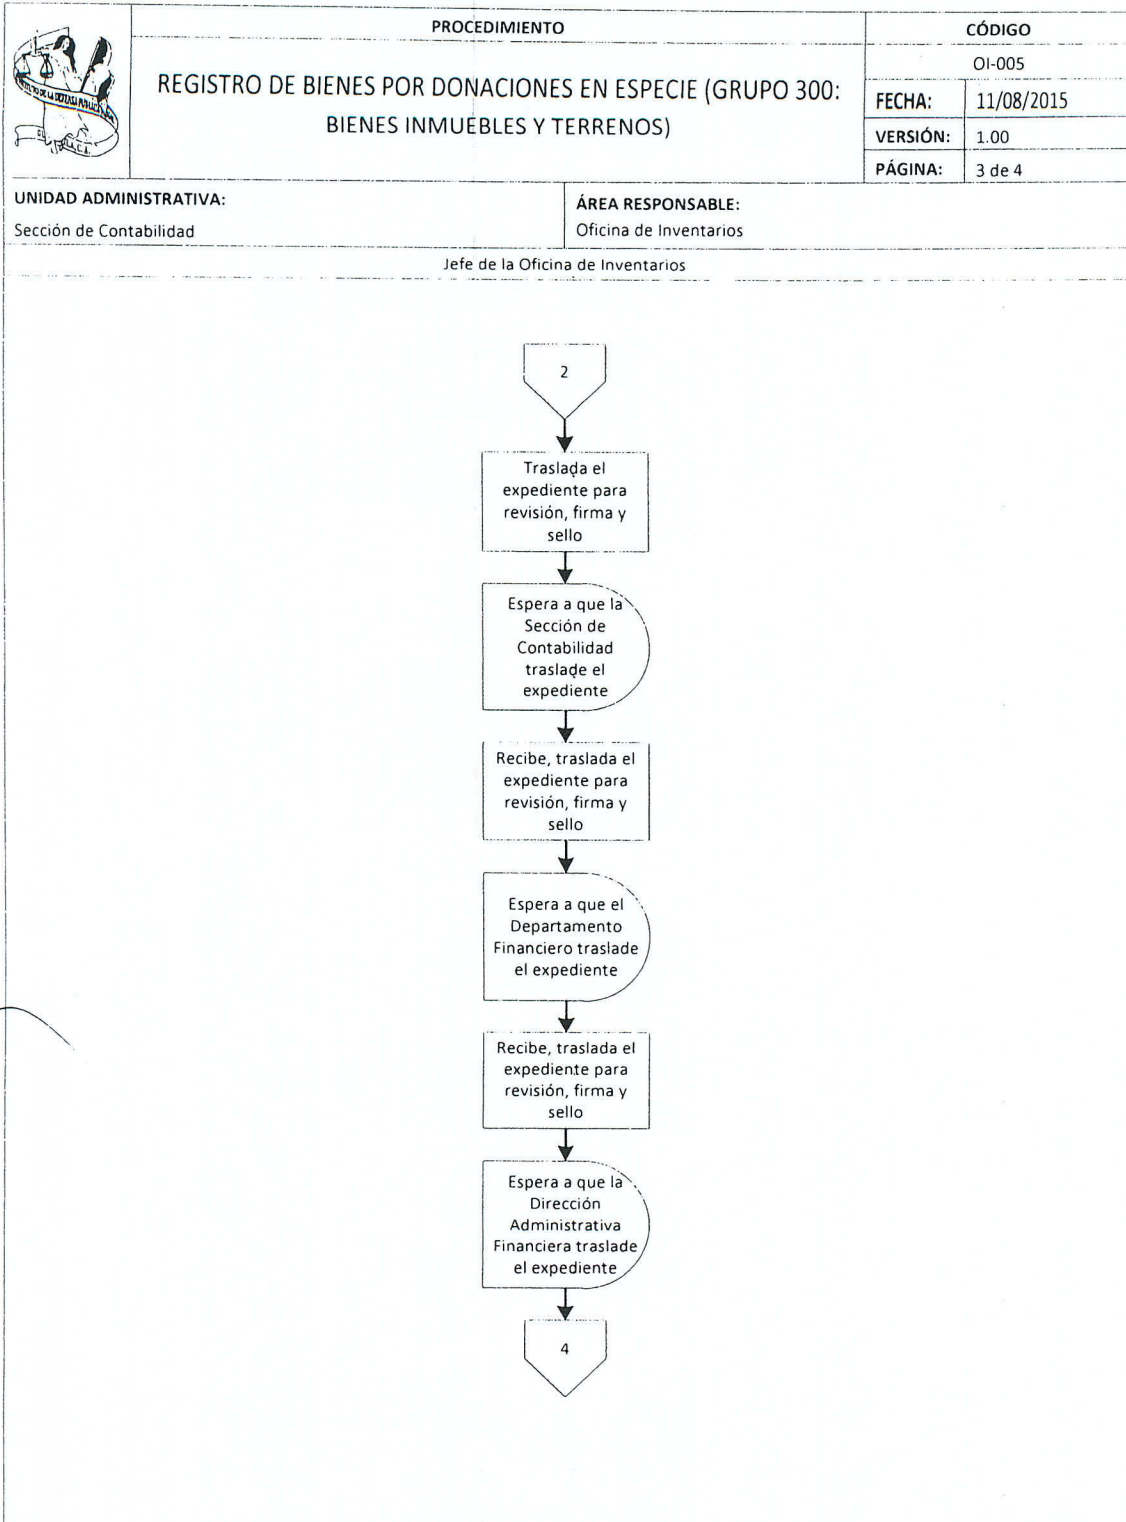 PROCEDIMIENTO
REGISTRO DE BIENES POR DONACIONES EN ESPECIE (GRUPO 300:
BIENES INMUEBLES Y TERRENOS)
CÓDIGO
OI-005
FECHA: 11/08/2015
VERSIÓN: 1.00
PÁGINA: 3 de 4
UNIDAD ADMINISTRATIVA:
Sección de Contabilidad
ÁREA RESPONSABLE:
Oficina de Inventarios
Jefe de la Oficina de Inventarios
2
Traslada el
expediente para
revisión, firma y
sello
Espera a que la
Sección de
Contabilidad
traslade el
expediente
Recibe, traslada el
expediente para
revisión, firma y
sello
Espera a que el
Departamento
Financiero traslade
el expediente
Recibe, traslada el
expediente para
revisión, firma y
sello
Espera a que la
Dirección
Administrativa
Financiera traslade
el expediente
4